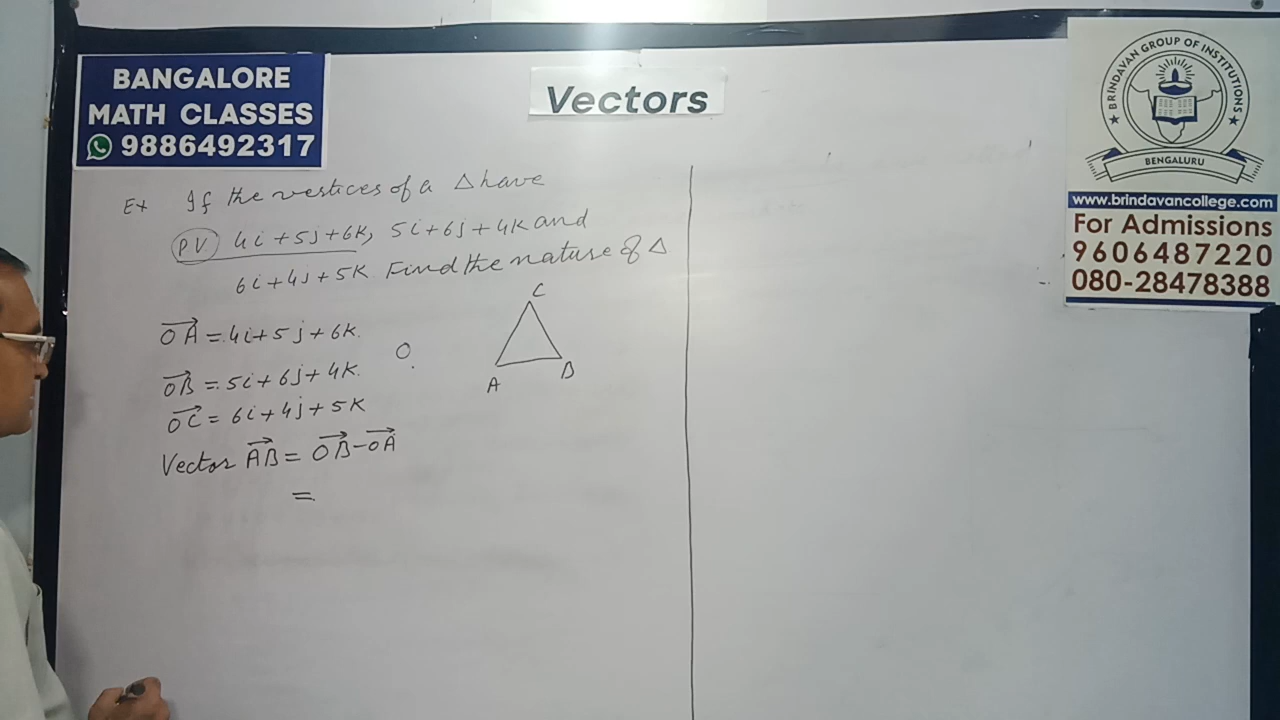 BANGALORE
MATH CLASSES
9886492317
Vectors
BRINDAVAN GROUP OF INSTITUTIONS
BENGALURU
www.brindavancollege.com
For Admissions
9606487220
080-28478388
Ex If the vertices of a △ have
PV 4i+5j+6k, 5i+6j+4k and
6i+4j+5k Find the nature of △
C
A B
O
OA⃗ = 4i+5j+6k.
OB⃗ = 5i+6j+4k.
OC⃗ = 6i+4j+5k
Vector AB⃗ = OB⃗ - OA⃗
=